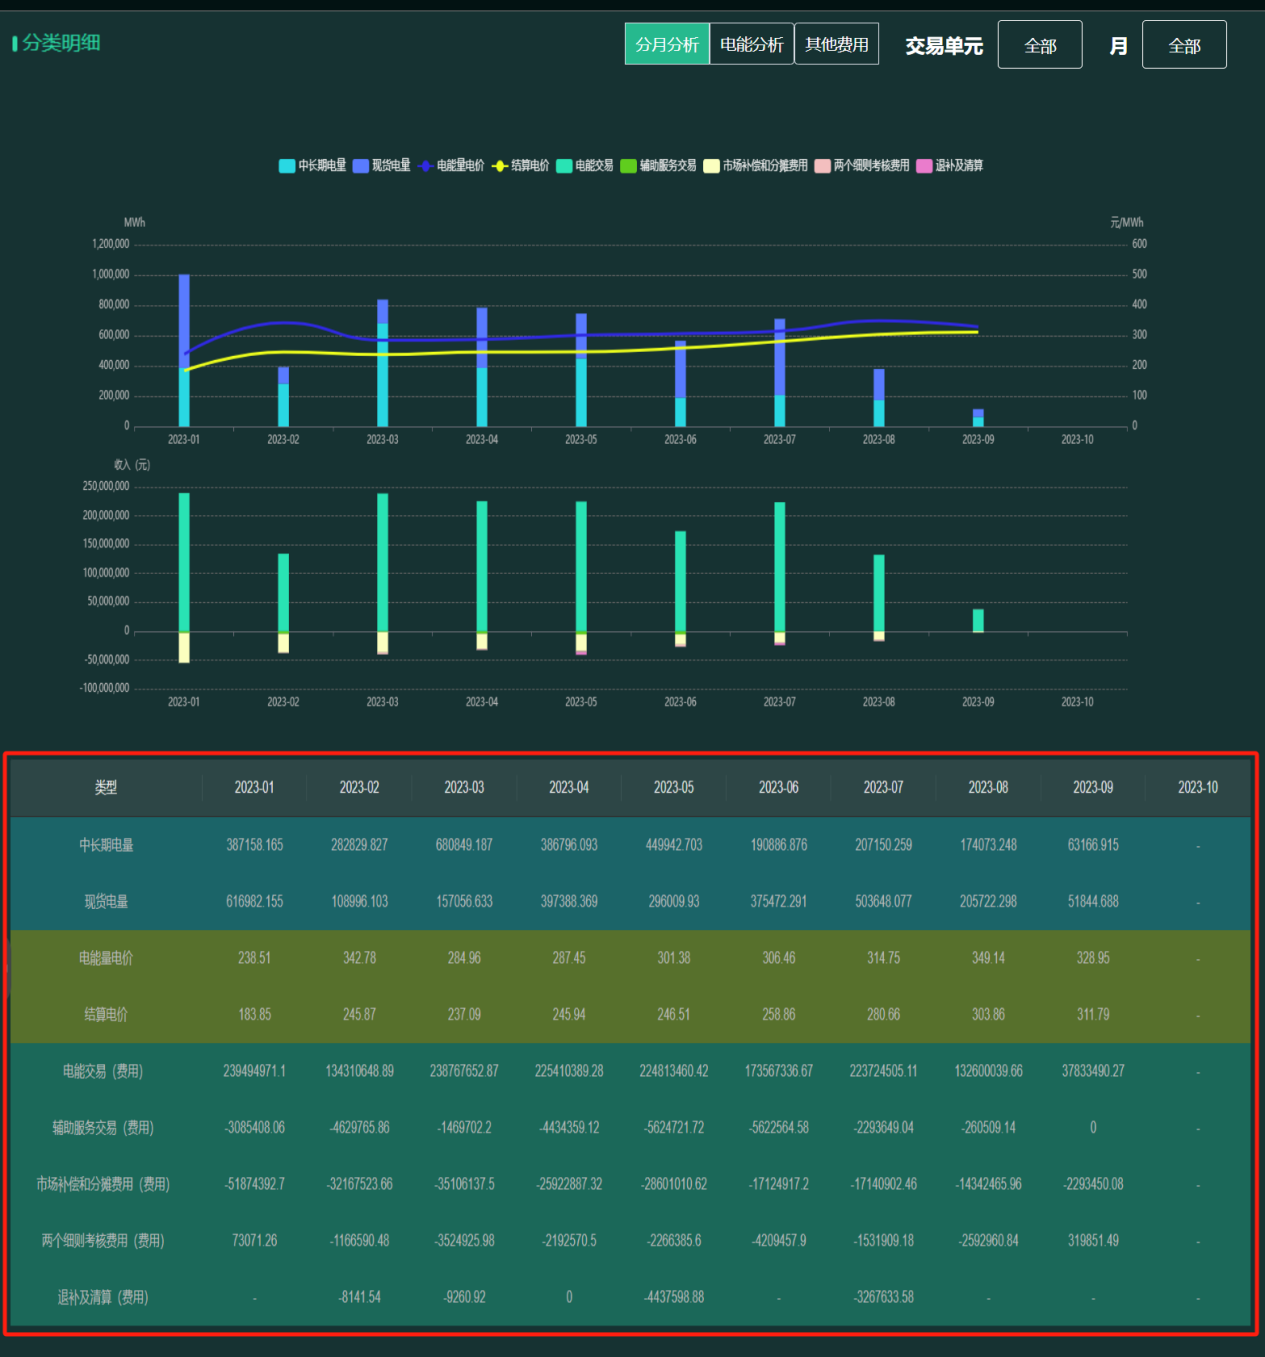 分类明细
分月分析 电能分析 其他费用 交易单元 全部 月 全部
中长期电量 现货电量 电能量电价 结算电价 电能交易 辅助服务交易 市场补偿和分摊费用 两个细则考核费用 退补及清算
MWh 元/MWh
1,200,000 600
1,000,000 500
800,000 400
600,000 300
400,000 200
200,000 100
0 0
2023-01 2023-02 2023-03 2023-04 2023-05 2023-06 2023-07 2023-08 2023-09 2023-10
收入 (元)
250,000,000
200,000,000
150,000,000
100,000,000
50,000,000
0
-50,000,000
-100,000,000
2023-01 2023-02 2023-03 2023-04 2023-05 2023-06 2023-07 2023-08 2023-09 2023-10
类型 2023-01 2023-02 2023-03 2023-04 2023-05 2023-06 2023-07 2023-08 2023-09 2023-10
中长期电量 387158.165 282829.827 680849.187 386796.093 449942.703 190886.876 207150.259 174073.248 63166.915 -
现货电量 616982.155 108996.103 157056.633 397388.369 296009.93 375472.291 503648.077 205722.298 51844.688 -
电能量电价 238.51 342.78 284.96 287.45 301.38 306.46 314.75 349.14 328.95 -
结算电价 183.85 245.87 237.09 245.94 246.51 258.86 280.66 303.86 311.79 -
电能交易 (费用) 239494971.1 134310648.89 238767652.87 225410389.28 224813460.42 173567336.67 223724505.11 132600039.66 37833490.27 -
辅助服务交易 (费用) -3085408.06 -4629765.86 -1469702.2 -4434359.12 -5624721.72 -5622564.58 -2293649.04 -260509.14 0 -
市场补偿和分摊费用 (费用) -51874392.7 -32167523.66 -35106137.5 -25922887.32 -28601010.62 -17124917.2 -17140902.46 -14342465.96 -2293450.08 -
两个细则考核费用 (费用) 73071.26 -1166590.48 -3524925.98 -2192570.5 -2266385.6 -4209457.9 -1531909.18 -2592960.84 319851.49 -
退补及清算 (费用) - -8141.54 -9260.92 0 -4437598.88 - -3267633.58 - - -